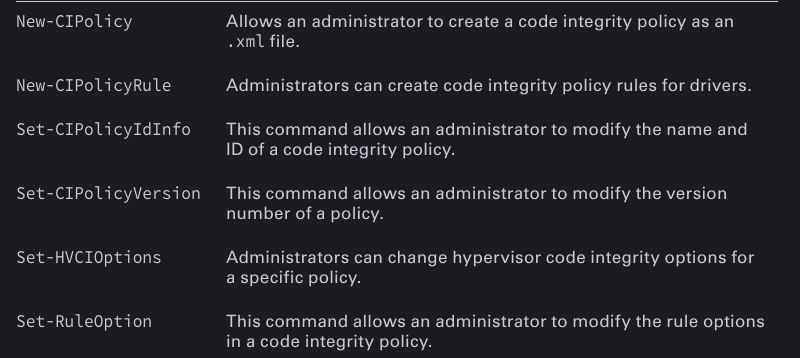 New-CIPolicy Allows an administrator to create a code integrity policy as an
.xml file.
New-CIPolicyRule Administrators can create code integrity policy rules for drivers.
Set-CIPolicyIdInfo This command allows an administrator to modify the name and
ID of a code integrity policy.
Set-CIPolicyVersion This command allows an administrator to modify the version
number of a policy.
Set-HVCIOptions Administrators can change hypervisor code integrity options for
a specific policy.
Set-RuleOption This command allows an administrator to modify the rule options
in a code integrity policy.